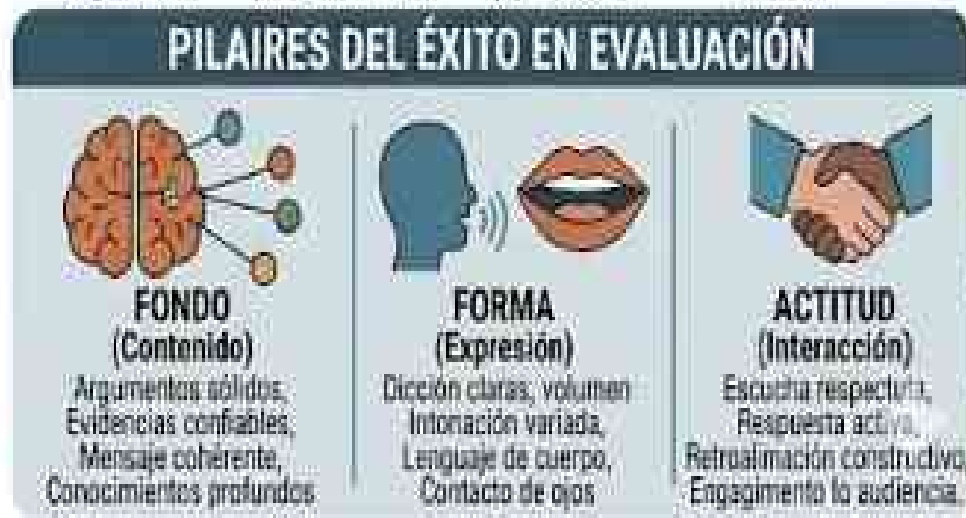 PILAIRES DEL ÉXITO EN EVALUACIÓN
FONDO
(Contenido)
Argumentos sólidos,
Evidencias confiables,
Mensaje cohérente,
Conocimientos profundos
FORMA
(Expresión)
Dicción claras, volumen
Intonación variada,
Lenguaje de cuerpo,
Contacto de ojos
ACTITUD
(Interacción)
Escucha
Respuesta
Retroalimación constructivo,
Engagimento lo audiencia.